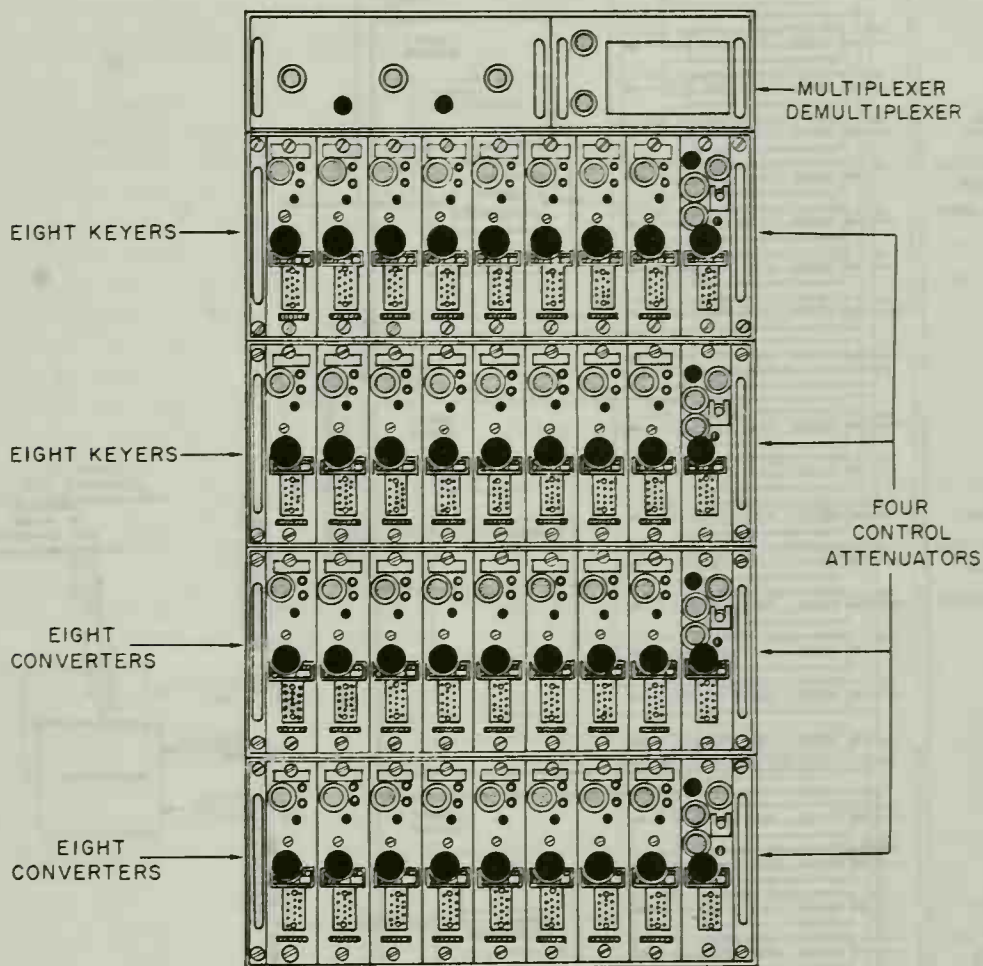 MULTIPLEXER
DEMULTIPLEXER
EIGHT KEYERS
EIGHT KEYERS
FOUR
CONTROL
ATTENUATORS
EIGHT
CONVERTERS
EIGHT
CONVERTERS